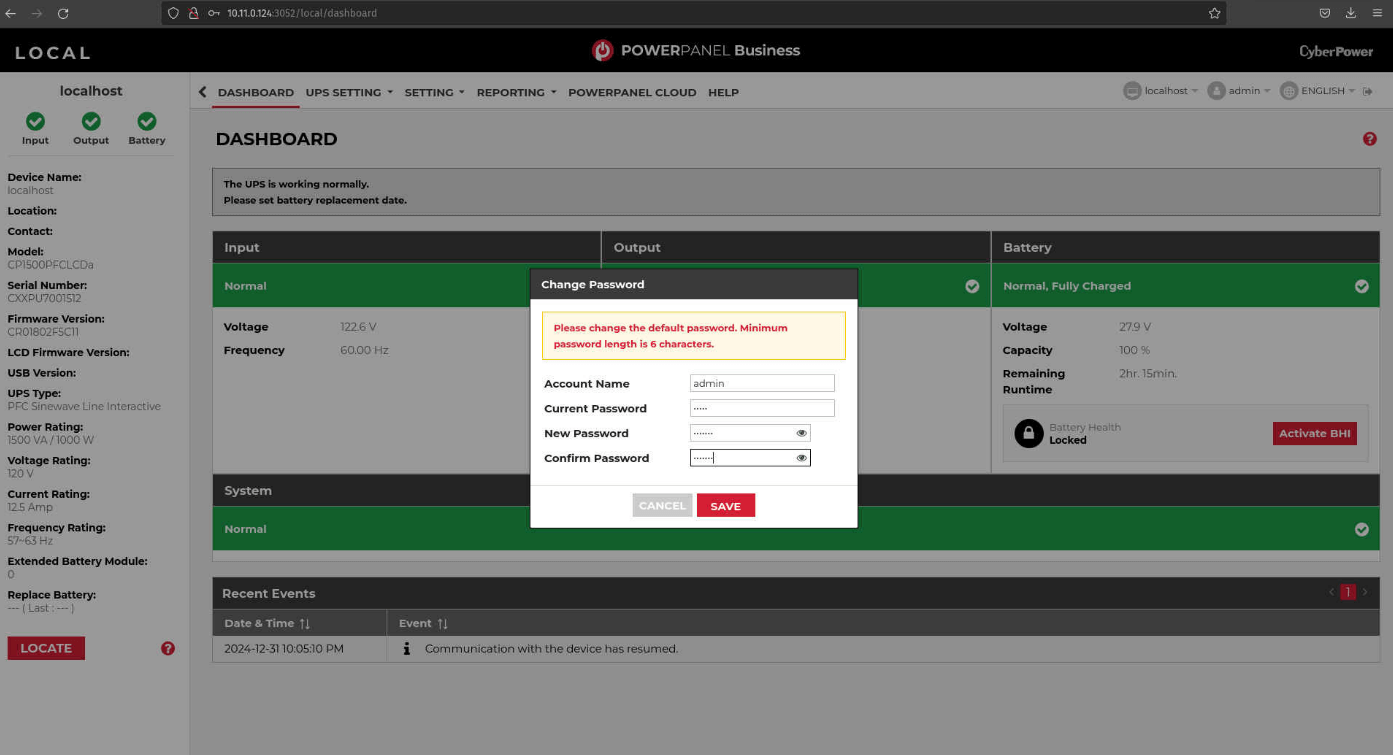 10.11.0.124:3052/local/dashboard
LOCAL
POWERPANEL Business
CyberPower
localhost
DASHBOARD UPS SETTING SETTING REPORTING POWERPANEL CLOUD HELP
localhost admin ENGLISH
Input Output Battery
DASHBOARD
Device Name:
localhost
Location:
Contact:
Model:
CP1500PFCLCDa
Serial Number:
CXXPU7001512
Firmware Version:
CR01802F5C11
LCD Firmware Version:
USB Version:
UPS Type:
PFC Sinewave Line Interactive
Power Rating:
1500 VA / 1000 W
Voltage Rating:
120 V
Current Rating:
12.5 Amp
Frequency Rating:
57~63 Hz
Extended Battery Module:
0
Replace Battery:
--- ( Last : --- )
LOCATE
The UPS is working normally.
Please set battery replacement date.
Input
Normal
Voltage 122.6 V
Frequency 60.00 Hz
Output
Battery
Normal, Fully Charged
Voltage 27.9 V
Capacity 100 %
Remaining Runtime 2hr. 15min.
Battery Health
Locked
Activate BHI
Change Password
Please change the default password. Minimum
password length is 6 characters.
Account Name admin
Current Password •••••
New Password •••••••
Confirm Password •••••••
CANCEL SAVE
System
Normal
Recent Events
1
Date & Time Event
2024-12-31 10:05:10 PM Communication with the device has resumed.